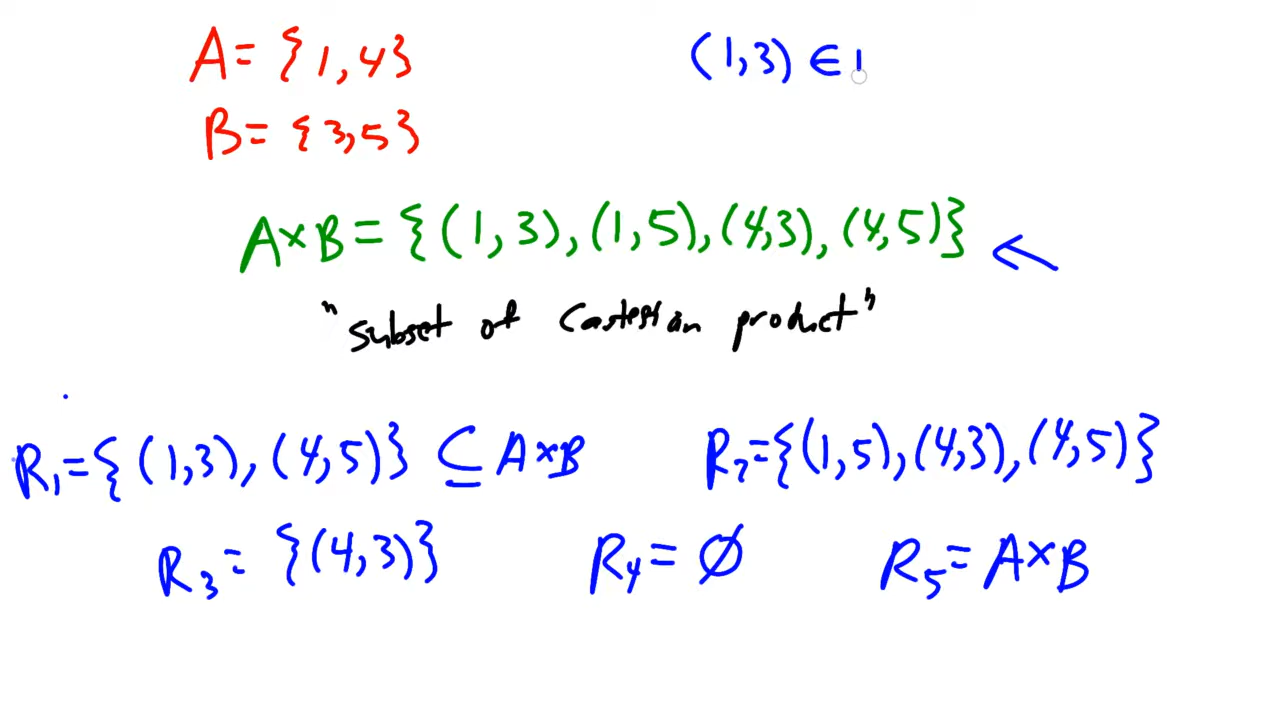 A = {1,4}
(1,3) ∈
B = {3,5}
A×B = {(1,3),(1,5),(4,3),(4,5)} ←
"subset of Cartesian product"
R₁={(1,3),(4,5)} ⊆ A×B
R₂={(1,5),(4,3),(4,5)}
R₃ = {(4,3)}
R₄ = ∅
R₅ = A×B